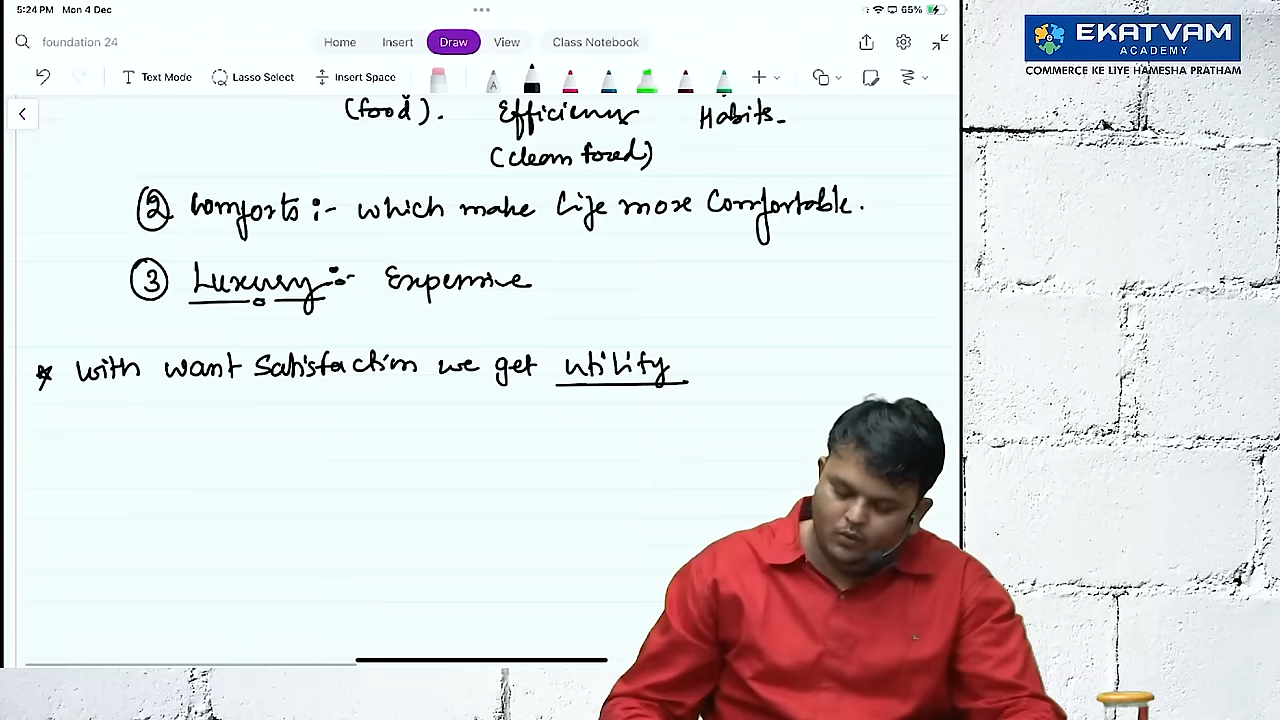 5:24 PM Mon 4 Dec
65%
foundation 24
Home Insert Draw View Class Notebook
Text Mode Lasso Select Insert Space
EKATVAM
ACADEMY
COMMERCE KE LIYE HAMESHA PRATHAM
(food). Efficiency Habits-
(clean food)
② Comforts :- which make life more Comfortable.
③ Luxury :- Expensive
* with want Satisfaction we get utility